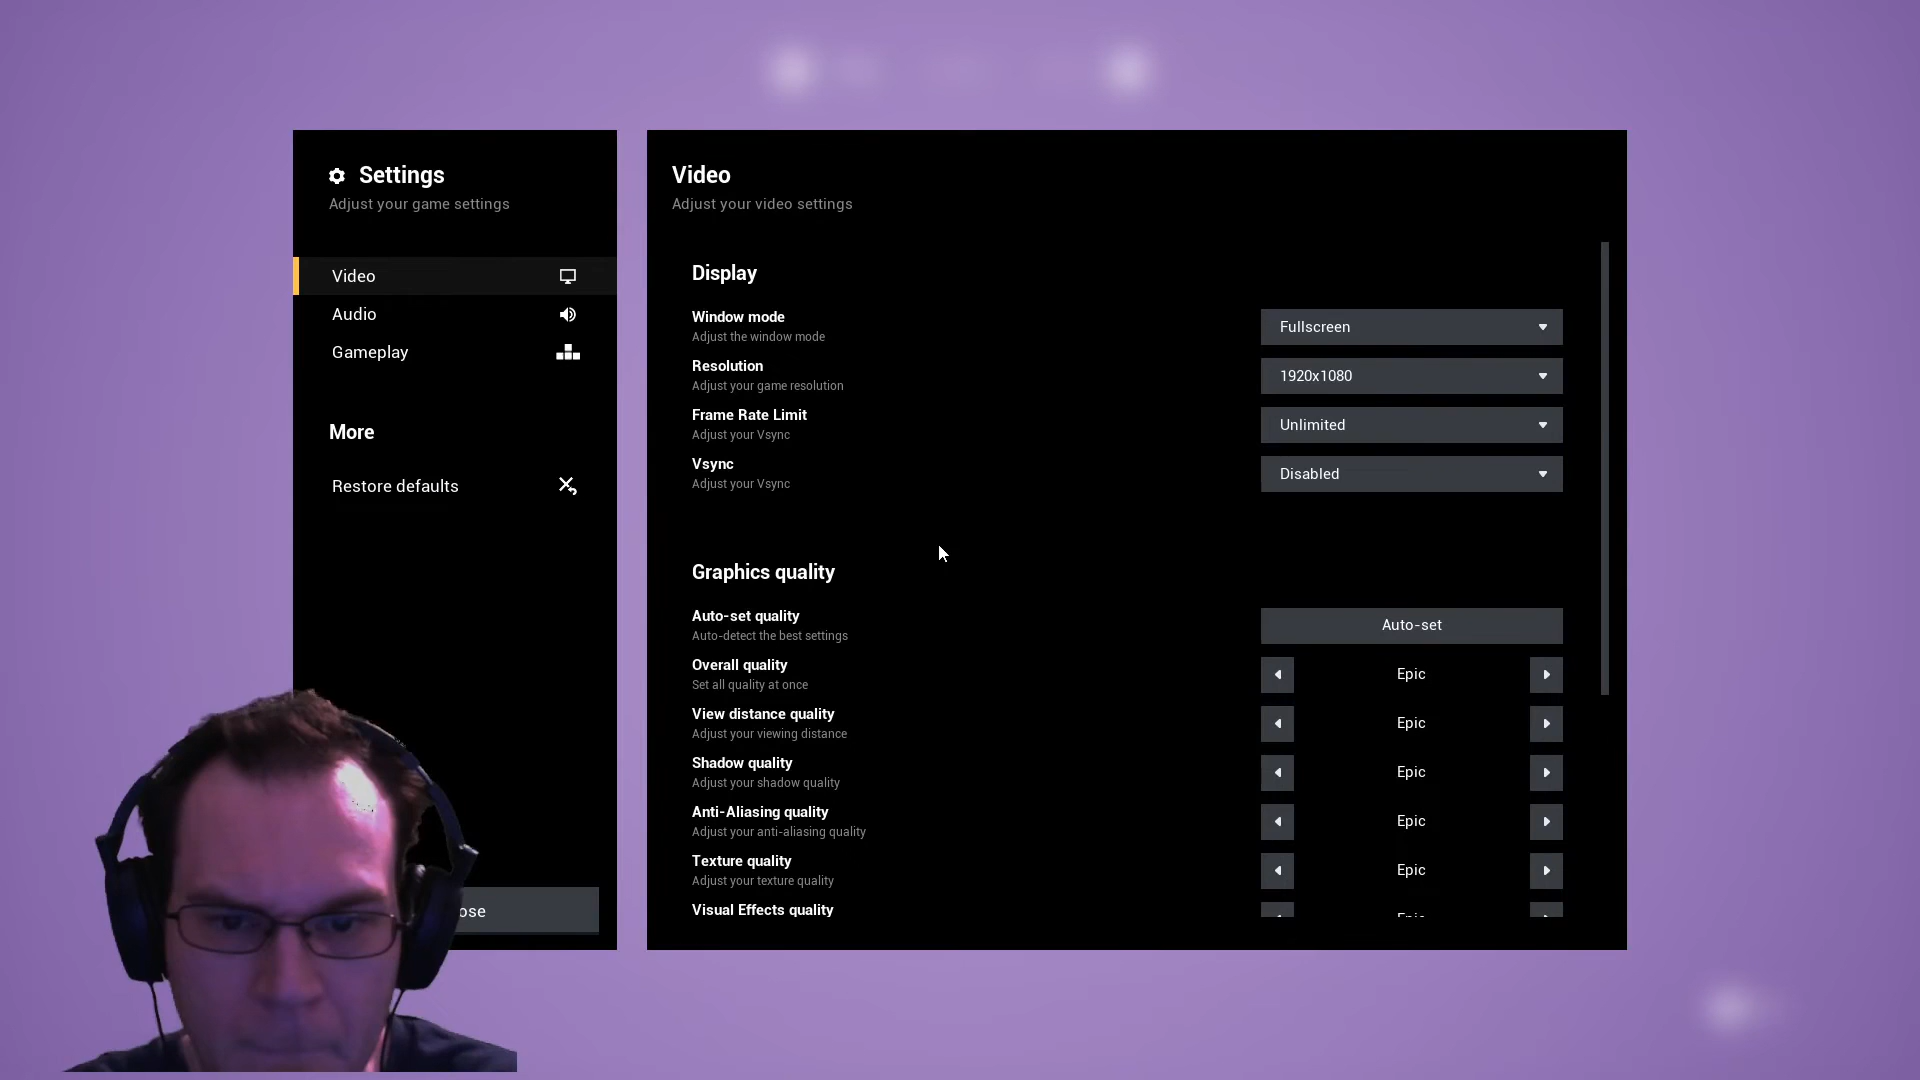 Settings
Adjust your game settings
Video
Audio
Gameplay
More
Restore defaults
Video
Adjust your video settings
Display
Window mode
Adjust the window mode
Fullscreen
Resolution
Adjust your game resolution
1920x1080
Frame Rate Limit
Adjust your Vsync
Unlimited
Vsync
Adjust your Vsync
Disabled
Graphics quality
Auto-set quality
Auto-detect the best settings
Auto-set
Overall quality
Set all quality at once
Epic
View distance quality
Adjust your viewing distance
Epic
Shadow quality
Adjust your shadow quality
Epic
Anti-Aliasing quality
Adjust your anti-aliasing quality
Epic
Texture quality
Adjust your texture quality
Epic
Visual Effects quality